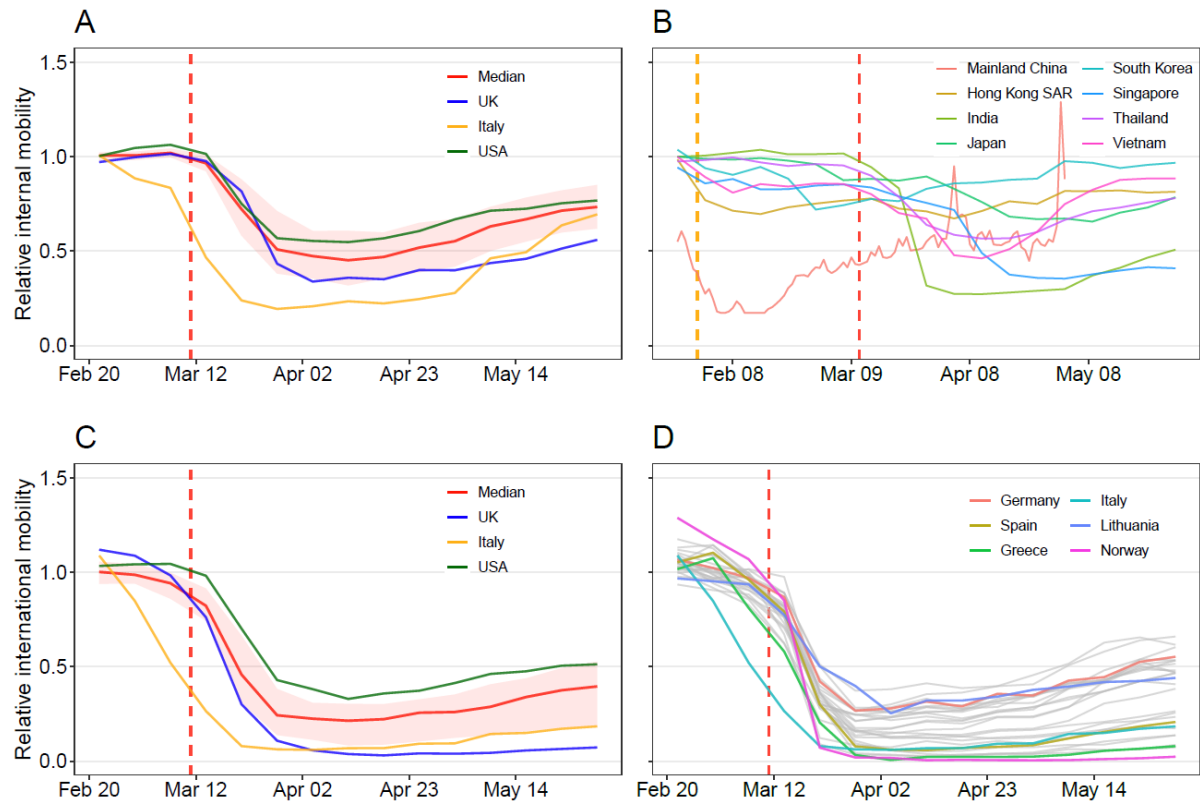 A
Relative internal mobility
1.5
1.0
0.5
0.0
Median
UK
Italy
USA
Feb 20
Mar 12
Apr 02
Apr 23
May 14
B
Mainland China
Hong Kong SAR
India
Japan
South Korea
Singapore
Thailand
Vietnam
Feb 08
Mar 09
Apr 08
May 08
C
Relative international mobility
1.5
1.0
0.5
0.0
Median
UK
Italy
USA
Feb 20
Mar 12
Apr 02
Apr 23
May 14
D
Germany
Spain
Greece
Italy
Lithuania
Norway
Feb 20
Mar 12
Apr 02
Apr 23
May 14